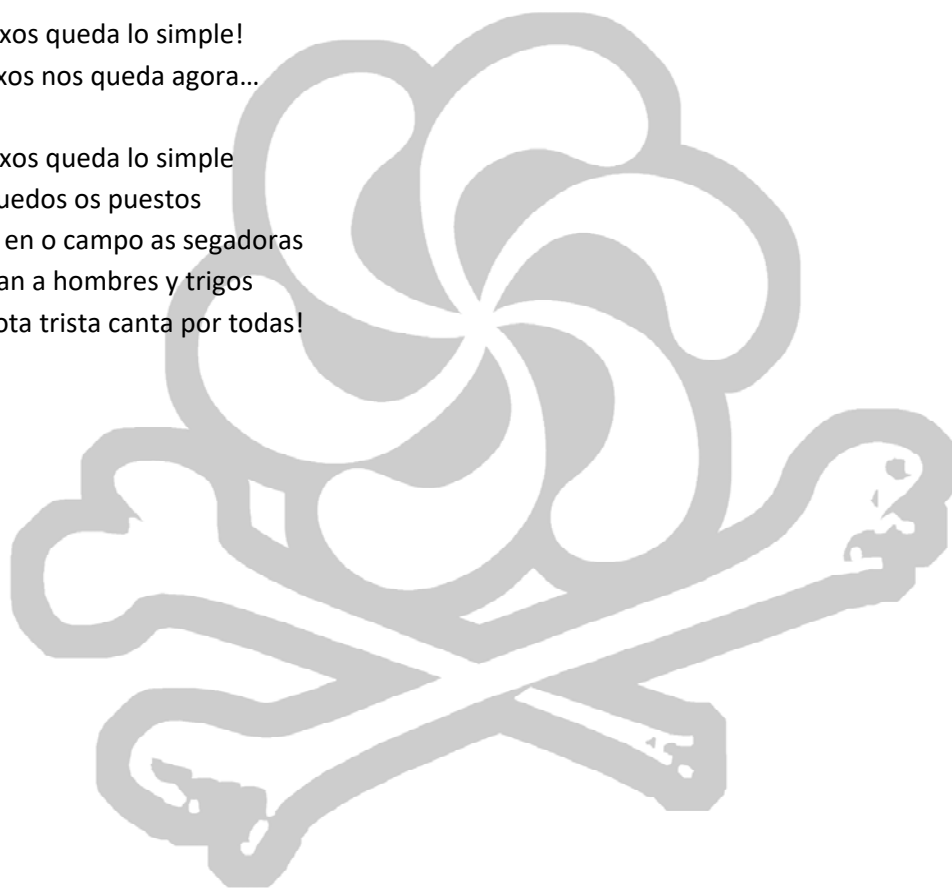 xos queda lo simple!
xos nos queda agora…
xos queda lo simple
uedos os puestos
en o campo as segadoras
an a hombres y trigos
ota trista canta por todas!